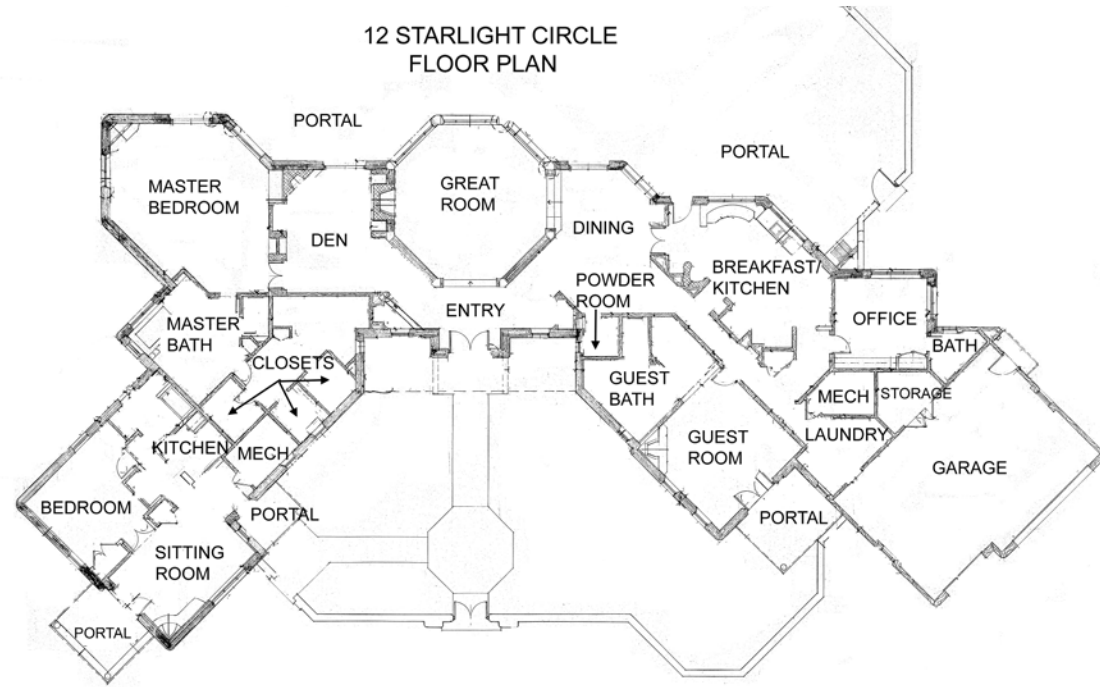 12 STARLIGHT CIRCLE
FLOOR PLAN
PORTAL
PORTAL
MASTER
BEDROOM
GREAT
ROOM
DEN
DINING
BREAKFAST/
KITCHEN
POWDER
ROOM
ENTRY
OFFICE
MASTER
BATH
BATH
CLOSETS
GUEST
BATH
MECH
STORAGE
KITCHEN
MECH
GUEST
ROOM
LAUNDRY
GARAGE
BEDROOM
PORTAL
PORTAL
SITTING
ROOM
PORTAL